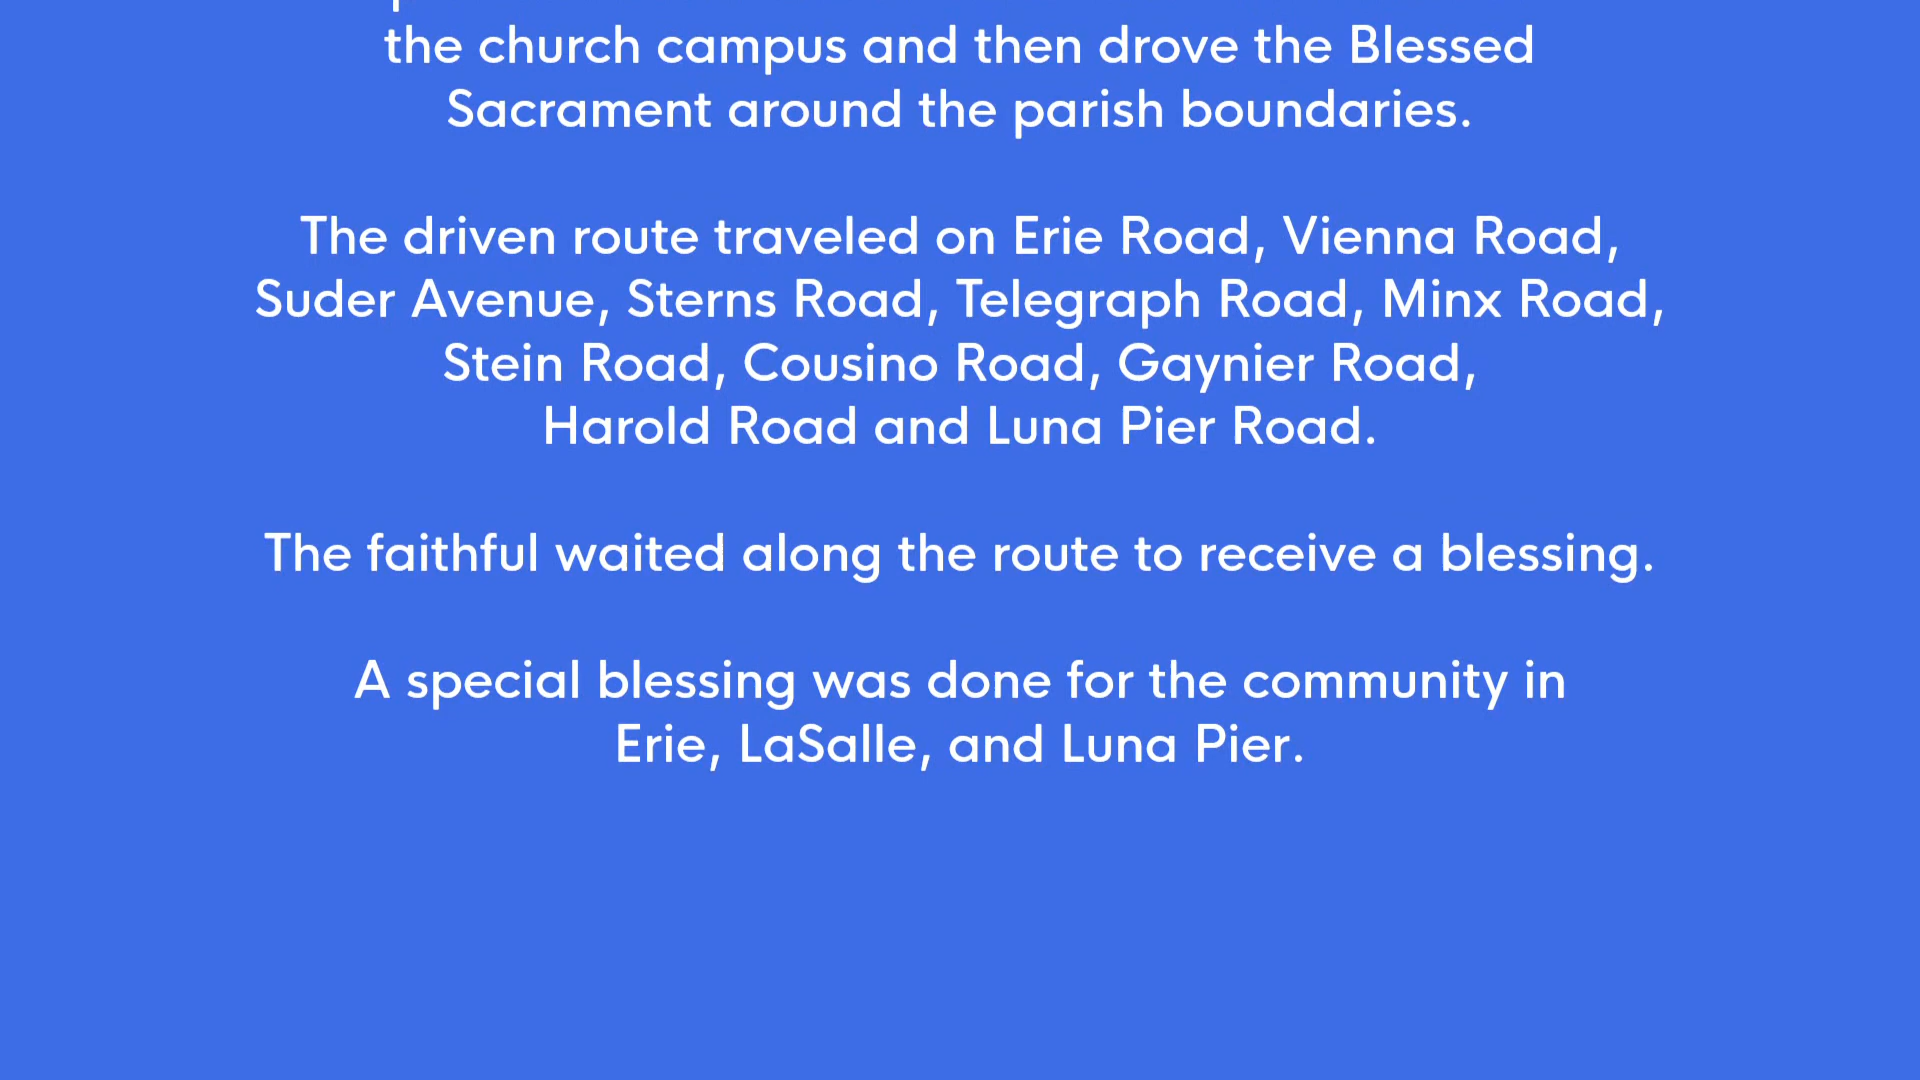 the church campus and then drove the Blessed
Sacrament around the parish boundaries.
The driven route traveled on Erie Road, Vienna Road,
Suder Avenue, Sterns Road, Telegraph Road, Minx Road,
Stein Road, Cousino Road, Gaynier Road,
Harold Road and Luna Pier Road.
The faithful waited along the route to receive a blessing.
A special blessing was done for the community in
Erie, LaSalle, and Luna Pier.